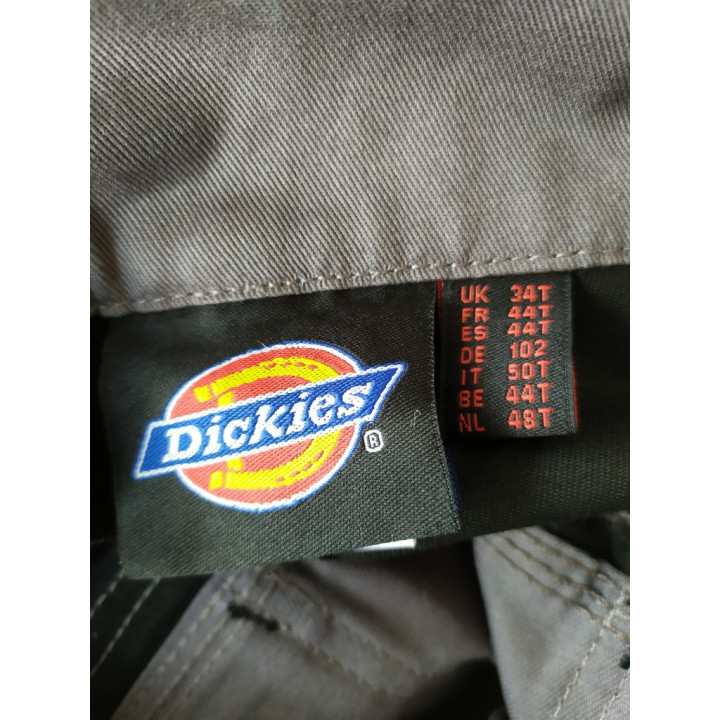 Dickies
®
UK 34T
FR 44T
ES 44T
DE 102
IT 50T
BE 44T
NL 48T